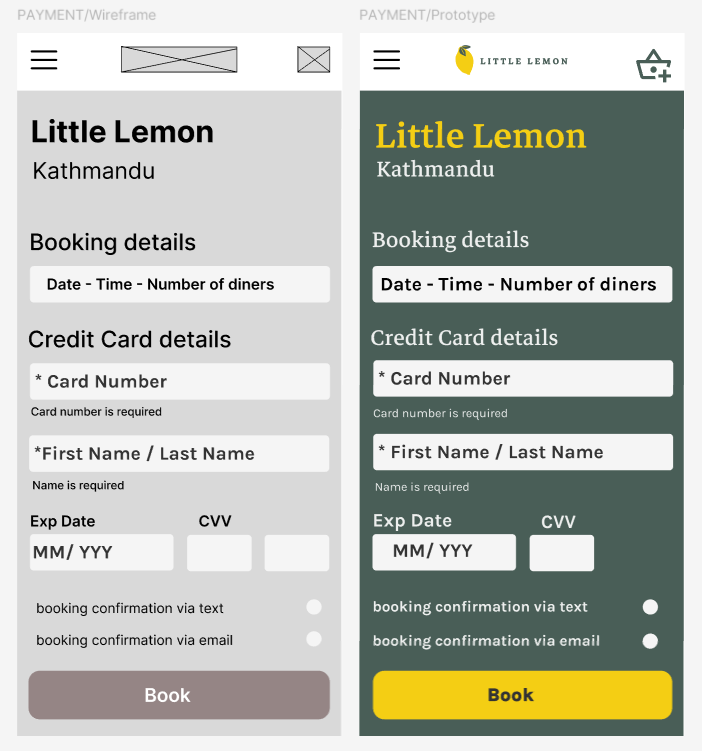 PAYMENT/Wireframe
Little Lemon
Kathmandu
Booking details
Date - Time - Number of diners
Credit Card details
* Card Number
Card number is required
*First Name / Last Name
Name is required
Exp Date CVV
MM/ YYY
booking confirmation via text
booking confirmation via email
Book
PAYMENT/Prototype
LITTLE LEMON
Little Lemon
Kathmandu
Booking details
Date - Time - Number of diners
Credit Card details
* Card Number
Card number is required
* First Name / Last Name
Name is required
Exp Date CVV
MM/ YYY
booking confirmation via text
booking confirmation via email
Book